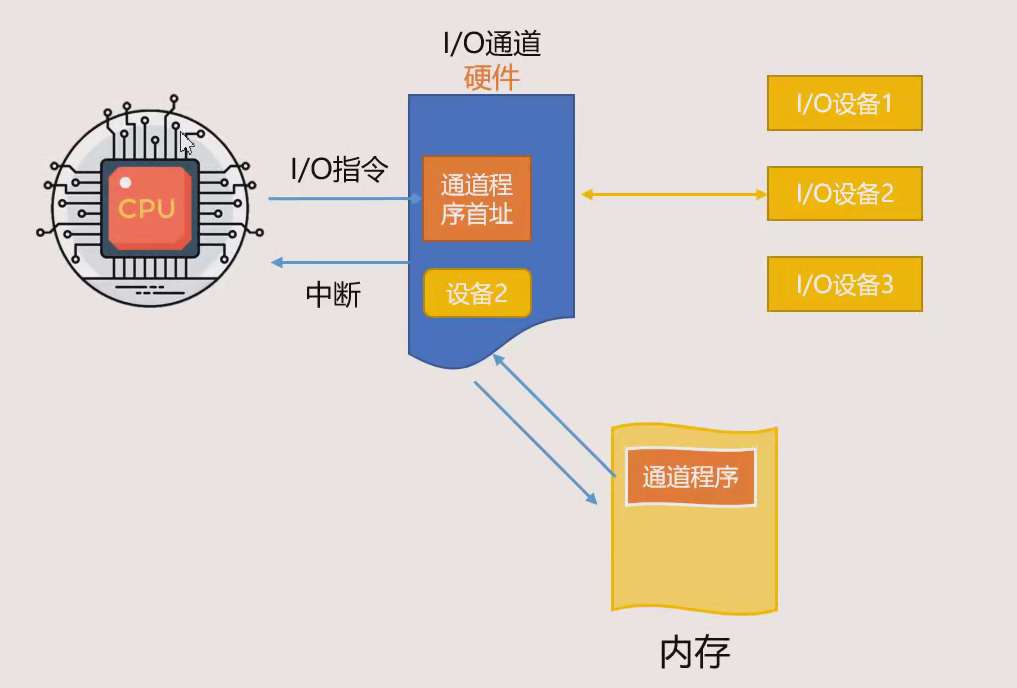 I/O通道
硬件
I/O设备1
I/O指令
通道程
序首址
I/O设备2
CPU
中断
设备2
I/O设备3
通道程序
内存